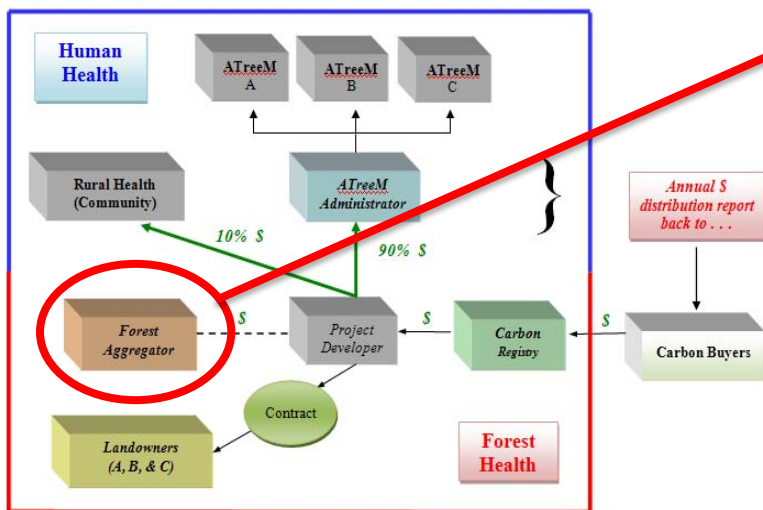 Human
Health
ATreeM
A
ATreeM
B
ATreeM
C
Rural Health
(Community)
ATreeM
Administrator
}
Annual $
distribution report
back to . . .
10% $
90% $
Forest
Aggregator
$
Project
Developer
$
Carbon
Registry
$
Carbon Buyers
Contract
Landowners
(A, B, & C)
Forest
Health